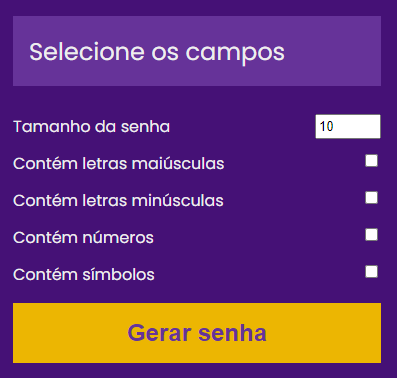 Selecione os campos
Tamanho da senha 10
Contém letras maiúsculas
Contém letras minúsculas
Contém números
Contém símbolos
Gerar senha